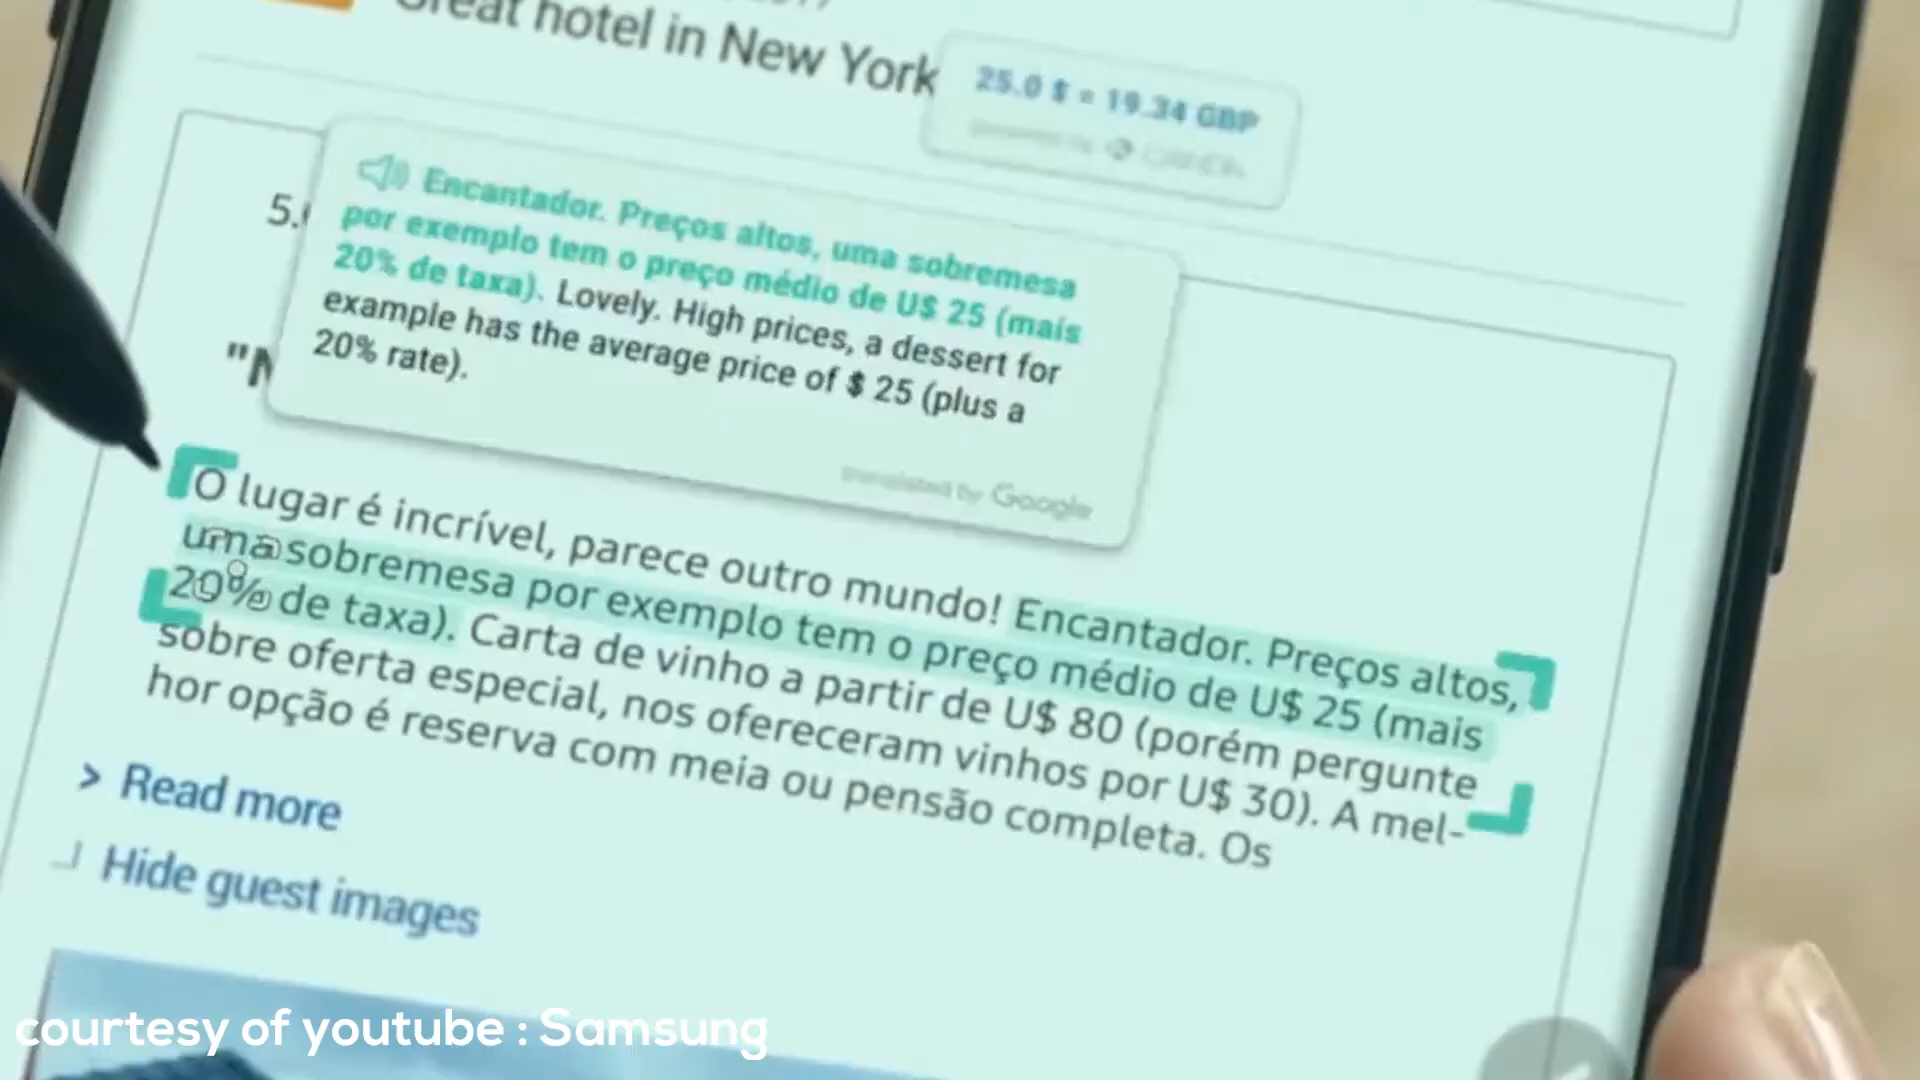 hotel in New York
25.0 $ = 19.34 GBP
Encantador. Preços altos, uma sobremesa
por exemplo tem o preço médio de U$ 25 (mais
20% de taxa). Lovely. High prices, a dessert for
example has the average price of $ 25 (plus a
20% rate).
translated by Google
O lugar é incrível, parece outro mundo! Encantador. Preços altos,
uma sobremesa por exemplo tem o preço médio de U$ 25 (mais
20% de taxa). Carta de vinho a partir de U$ 80 (porém pergunte
sobre oferta especial, nos ofereceram vinhos por U$ 30). A mel-
hor opção é reserva com meia ou pensão completa. Os
> Read more
Hide guest images
courtesy of youtube : Samsung